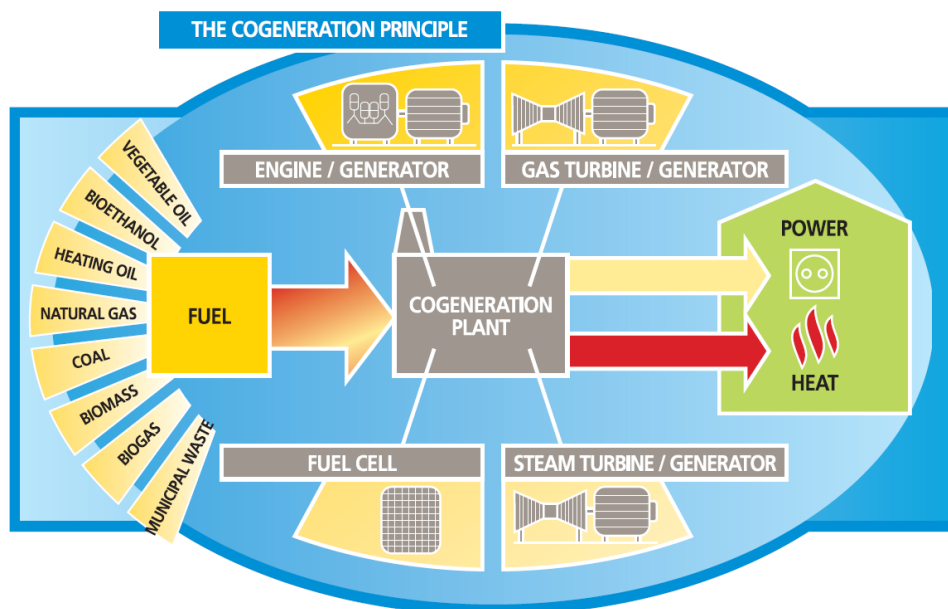 THE COGENERATION PRINCIPLE
ENGINE / GENERATOR
GAS TURBINE / GENERATOR
VEGETABLE OIL
BIOETHANOL
HEATING OIL
NATURAL GAS
COAL
BIOMASS
BIOGAS
MUNICIPAL WASTE
FUEL
COGENERATION
PLANT
POWER
HEAT
FUEL CELL
STEAM TURBINE / GENERATOR